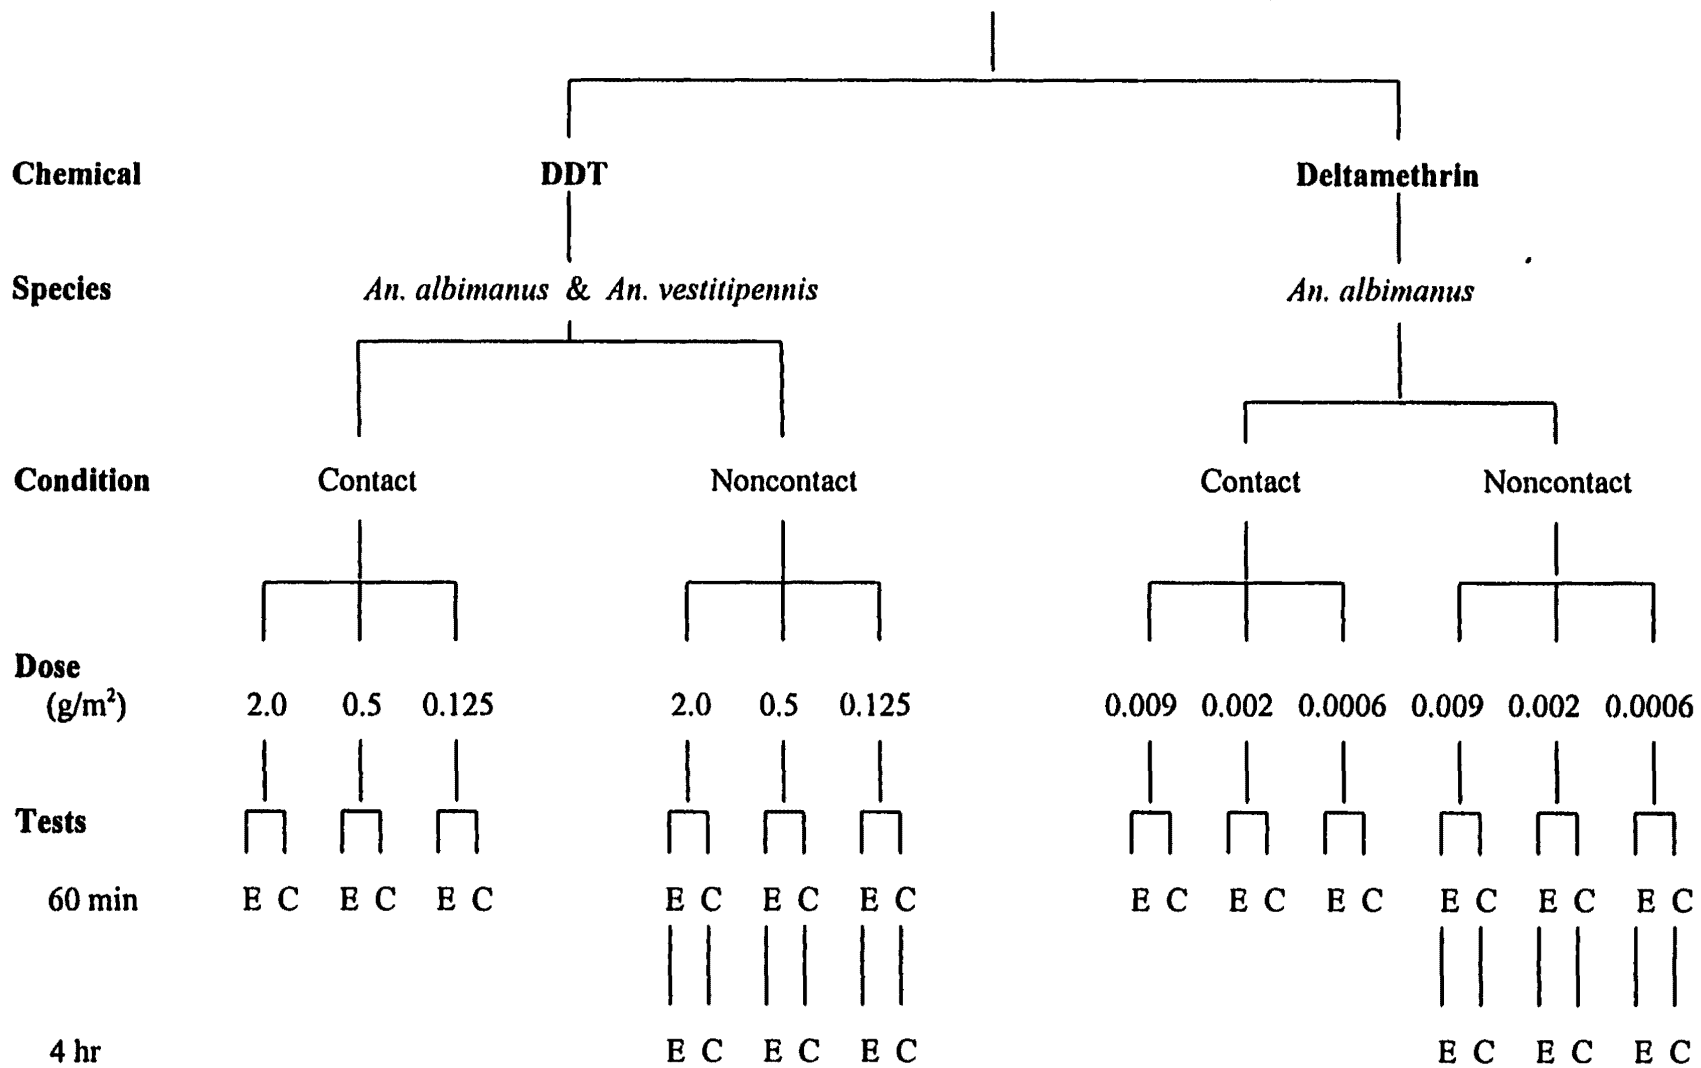 Chemical DDT Deltamethrin
Species An. albimanus & An. vestitipennis An. albimanus
Condition Contact Noncontact Contact Noncontact
Dose
(g/m²) 2.0 0.5 0.125 2.0 0.5 0.125 0.009 0.002 0.0006 0.009 0.002 0.0006
Tests
60 min E C E C E C E C E C E C E C E C E C E C E C E C
4 hr E C E C E C E C E C E C